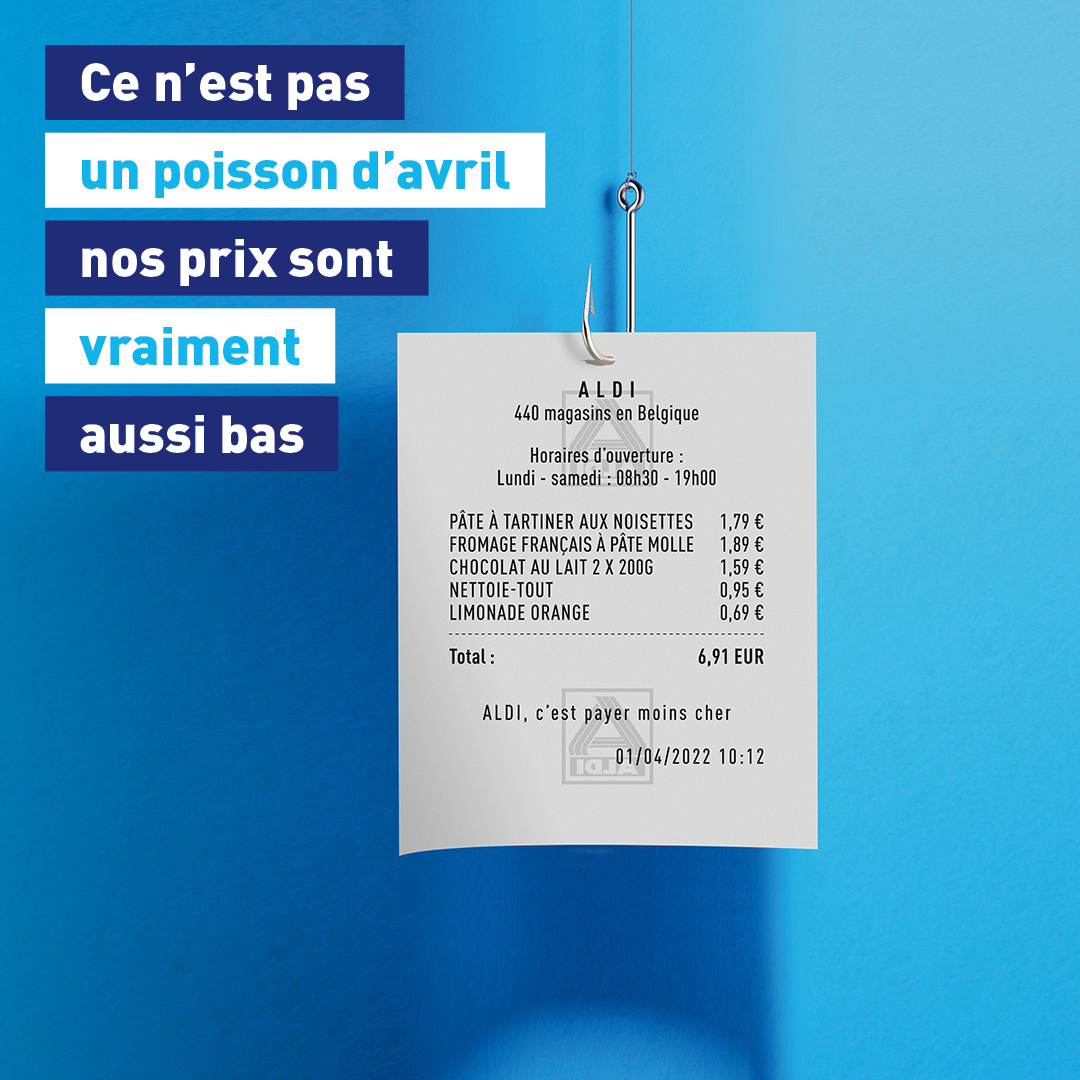 Ce n’est pas
un poisson d’avril
nos prix sont
vraiment
aussi bas
ALDI
440 magasins en Belgique
ALDI
Horaires d’ouverture :
Lundi - samedi : 08h30 - 19h00
PÂTE À TARTINER AUX NOISETTES 1,79 €
FROMAGE FRANÇAIS À PÂTE MOLLE 1,89 €
CHOCOLAT AU LAIT 2 X 200G 1,59 €
NETTOIE-TOUT 0,95 €
LIMONADE ORANGE 0,69 €
Total : 6,91 EUR
ALDI, c’est payer moins cher
01/04/2022 10:12
ALDI